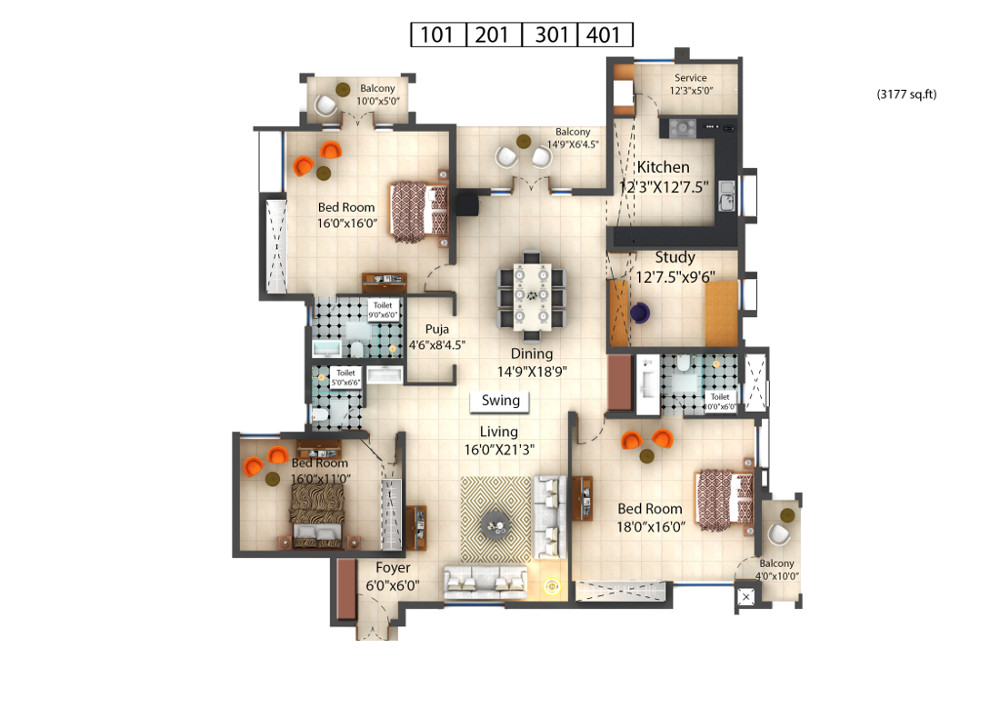 101 201 301 401
(3177 sq.ft)
Service
12'3"x5'0"
Balcony
10'0"x5'0"
Balcony
14'9"X6'4.5"
Kitchen
12'3"X12'7.5"
Bed Room
16'0"x16'0"
Study
12'7.5"x9'6"
Toilet
9'0"x6'0"
Puja
4'6"x8'4.5"
Dining
14'9"X18'9"
Toilet
5'0"x6'6"
Toilet
10'0"x6'0"
Swing
Living
16'0"X21'3"
Bed Room
16'0"x11'0"
Bed Room
18'0"x16'0"
Foyer
6'0"x6'0"
Balcony
4'0"x10'0"